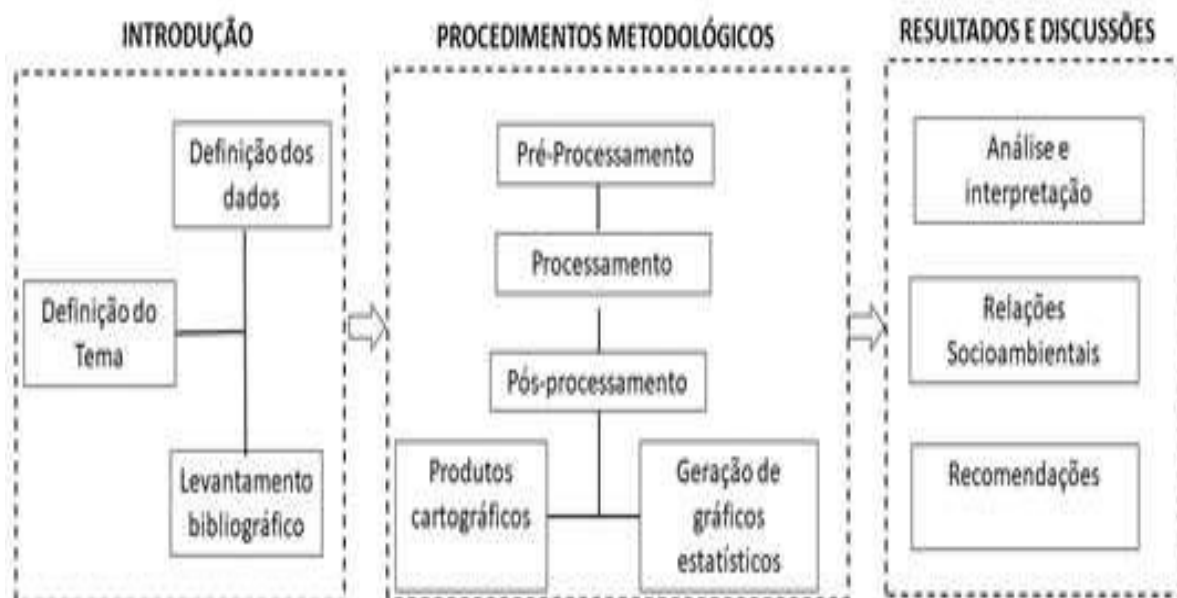 INTRODUÇÃO
Definição dos
dados
Definição do
Tema
Levantamento
bibliográfico
PROCEDIMENTOS METODOLÓGICOS
Pré-Processamento
Processamento
Pós-processamento
Produtos
cartográficos
Geração de
gráficos
estatísticos
RESULTADOS E DISCUSSÕES
Análise e
interpretação
Relações
Socioambientais
Recomendações